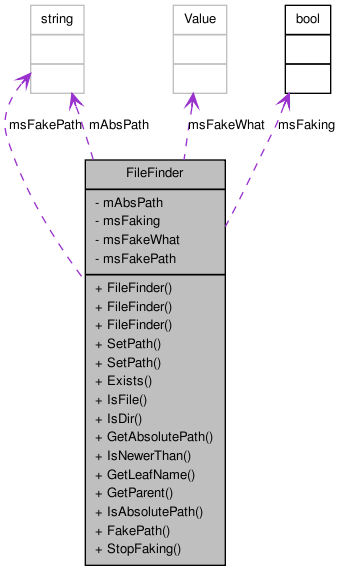 string
Value
bool
msFakePath
mAbsPath
msFakeWhat
msFaking
FileFinder
- mAbsPath
- msFaking
- msFakeWhat
- msFakePath
+ FileFinder()
+ FileFinder()
+ FileFinder()
+ SetPath()
+ SetPath()
+ Exists()
+ IsFile()
+ IsDir()
+ GetAbsolutePath()
+ IsNewerThan()
+ GetLeafName()
+ GetParent()
+ IsAbsolutePath()
+ FakePath()
+ StopFaking()